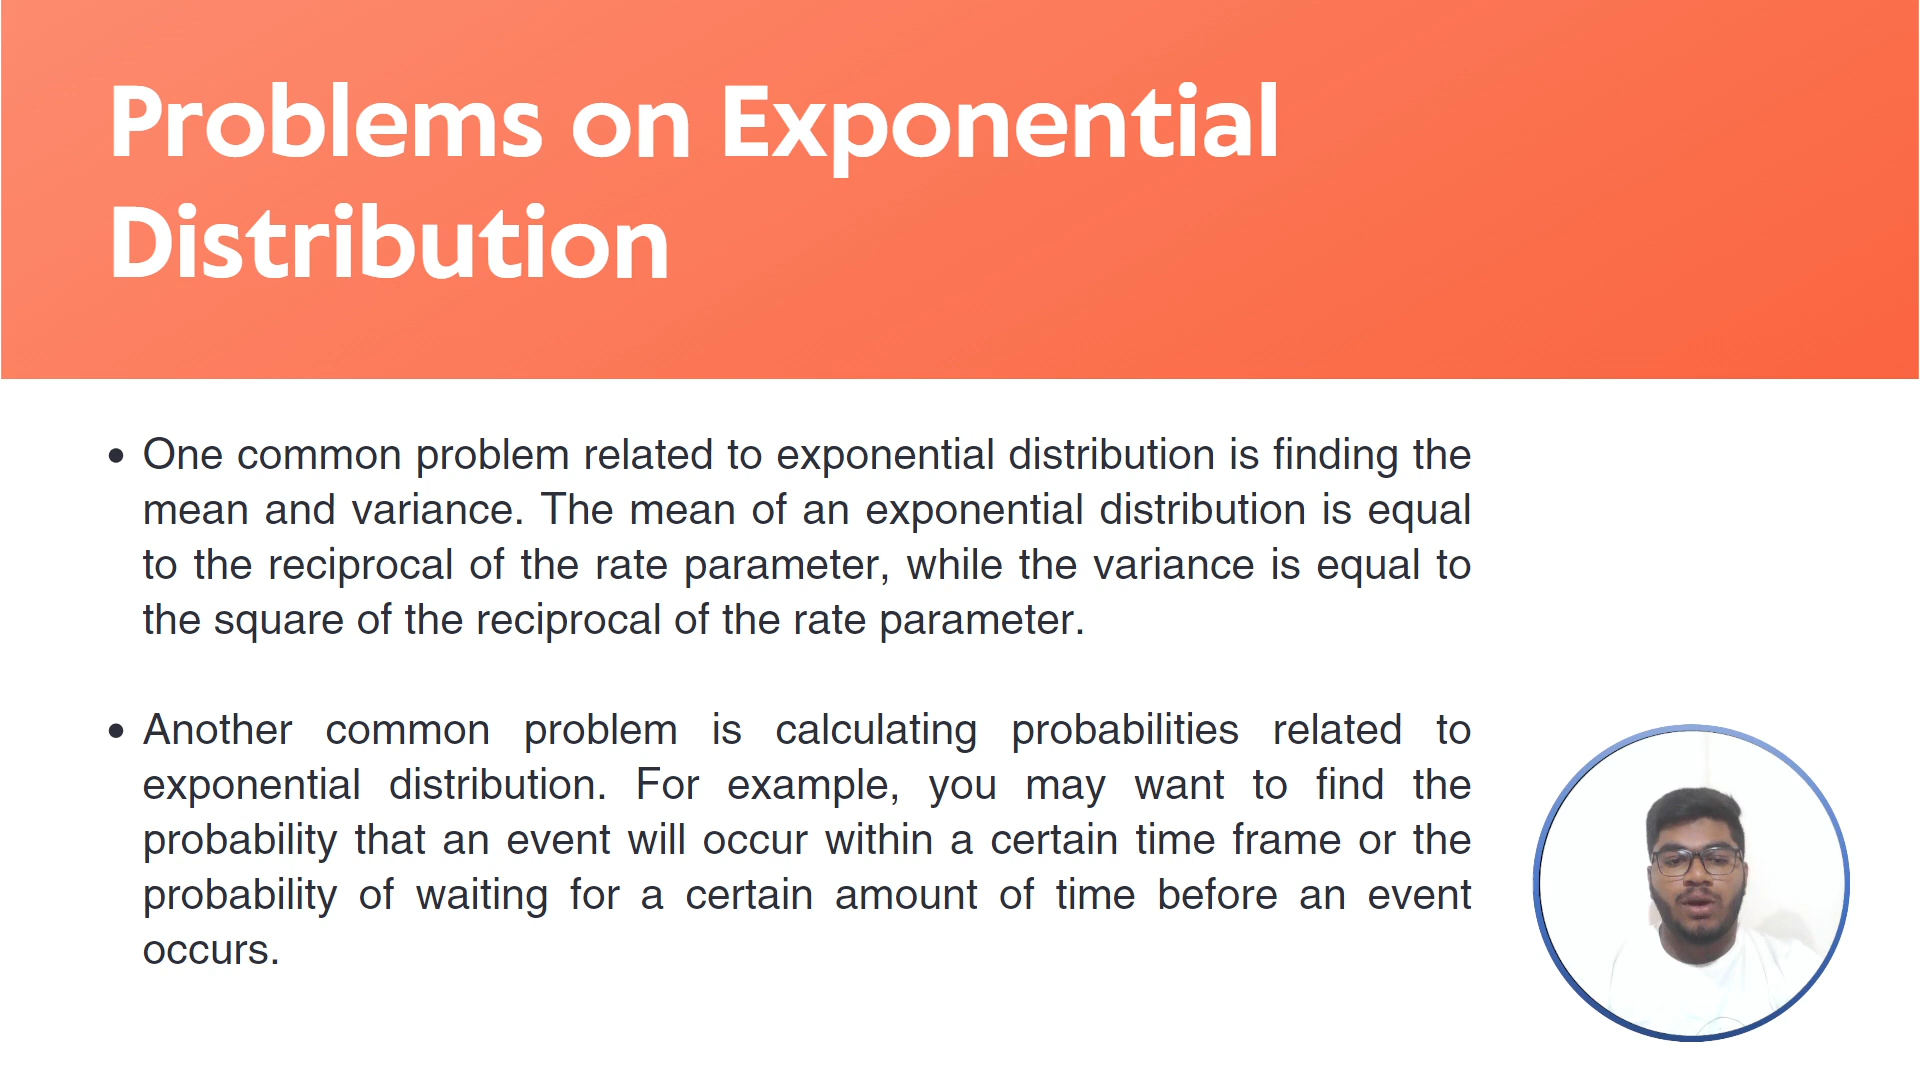 Problems on Exponential
Distribution
• One common problem related to exponential distribution is finding the
mean and variance. The mean of an exponential distribution is equal
to the reciprocal of the rate parameter, while the variance is equal to
the square of the reciprocal of the rate parameter.
• Another common problem is calculating probabilities related to
exponential distribution. For example, you may want to find the
probability that an event will occur within a certain time frame or the
probability of waiting for a certain amount of time before an event
occurs.